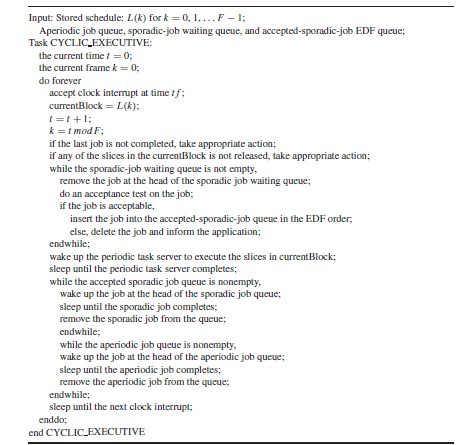 Input: Stored schedule: L(k) for k = 0, 1, . . . F − 1;
Aperiodic job queue, sporadic-job waiting queue, and accepted-sporadic-job EDF queue;
Task CYCLIC_EXECUTIVE:
the current time t = 0;
the current frame k = 0;
do forever
accept clock interrupt at time tf;
currentBlock = L(k);
t = t + 1;
k = t mod F;
if the last job is not completed, take appropriate action;
if any of the slices in the currentBlock is not released, take appropriate action;
while the sporadic-job waiting queue is not empty,
remove the job at the head of the sporadic job waiting queue;
do an acceptance test on the job;
if the job is acceptable,
insert the job into the accepted-sporadic-job queue in the EDF order;
else, delete the job and inform the application;
endwhile;
wake up the periodic task server to execute the slices in currentBlock;
sleep until the periodic task server completes;
while the accepted sporadic job queue is nonempty,
wake up the job at the head of the sporadic job queue;
sleep until the sporadic job completes;
remove the sporadic job from the queue;
endwhile;
while the aperiodic job queue is nonempty,
wake up the job at the head of the aperiodic job queue;
sleep until the aperiodic job completes;
remove the aperiodic job from the queue;
endwhile;
sleep until the next clock interrupt;
enddo;
end CYCLIC_EXECUTIVE